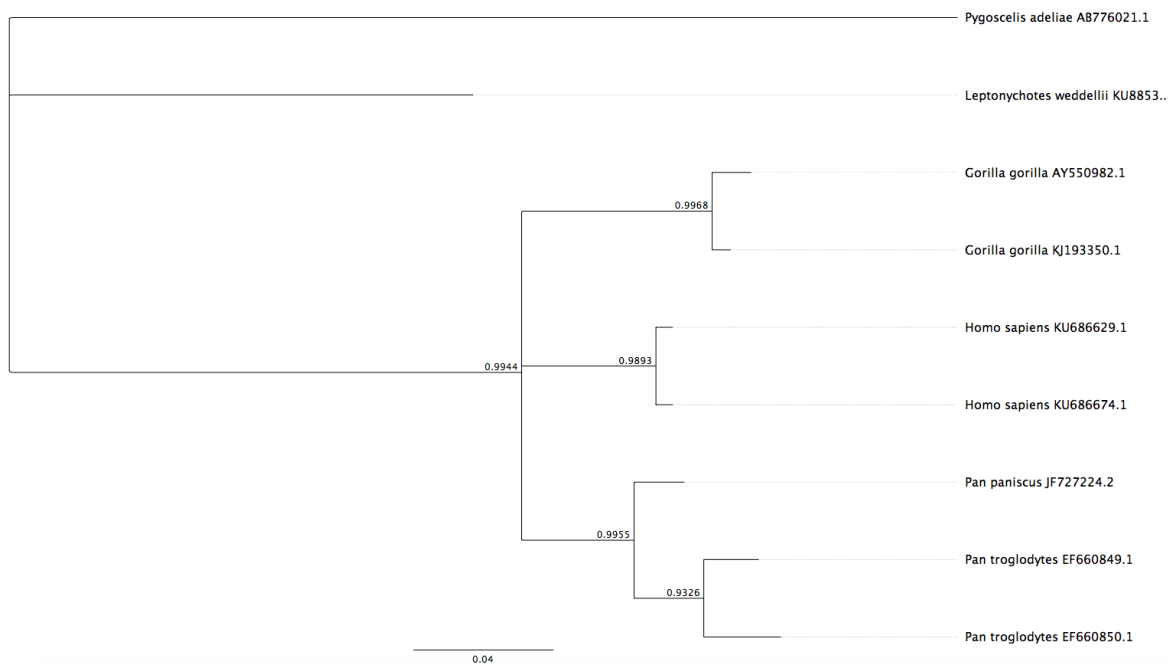 Pygoscelis adeliae AB776021.1
Leptonychotes weddellii KU8853...
Gorilla gorilla AY550982.1
0.9968
Gorilla gorilla KJ193350.1
Homo sapiens KU686629.1
0.9893
0.9944
Homo sapiens KU686674.1
Pan paniscus JF727224.2
0.9955
Pan troglodytes EF660849.1
0.9326
Pan troglodytes EF660850.1
0.04